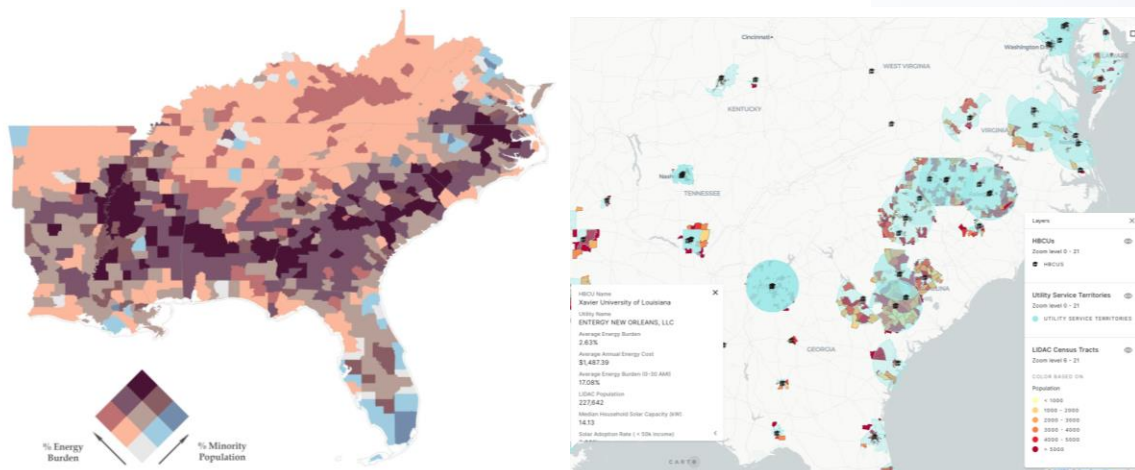 % Energy
Burden
% Minority
Population
Cincinnati
Washington
WEST VIRGINIA
KENTUCKY
VIRGINIA
TENNESSEE
GEORGIA
HBCU Name
Xavier University of Louisiana
Utility Name
ENTERGY NEW ORLEANS, LLC
Average Energy Burden
2.63%
Average Annual Energy Cost
$1,487.39
Average Energy Burden (0-30 AMI)
17.08%
LIDAC Population
227,642
Median Household Solar Capacity (kW)
14.13
Solar Adoption Rate ( < 50k income)
CARTO
Layers
HBCUs
Zoom level 0 - 21
HBCUS
Utility Service Territories
Zoom level 0 - 21
UTILITY SERVICE TERRITORIES
LIDAC Census Tracts
Zoom level 6 - 21
COLOR BASED ON
Population
< 1000
1000 - 2000
2000 - 3000
3000 - 4000
4000 - 5000
> 5000